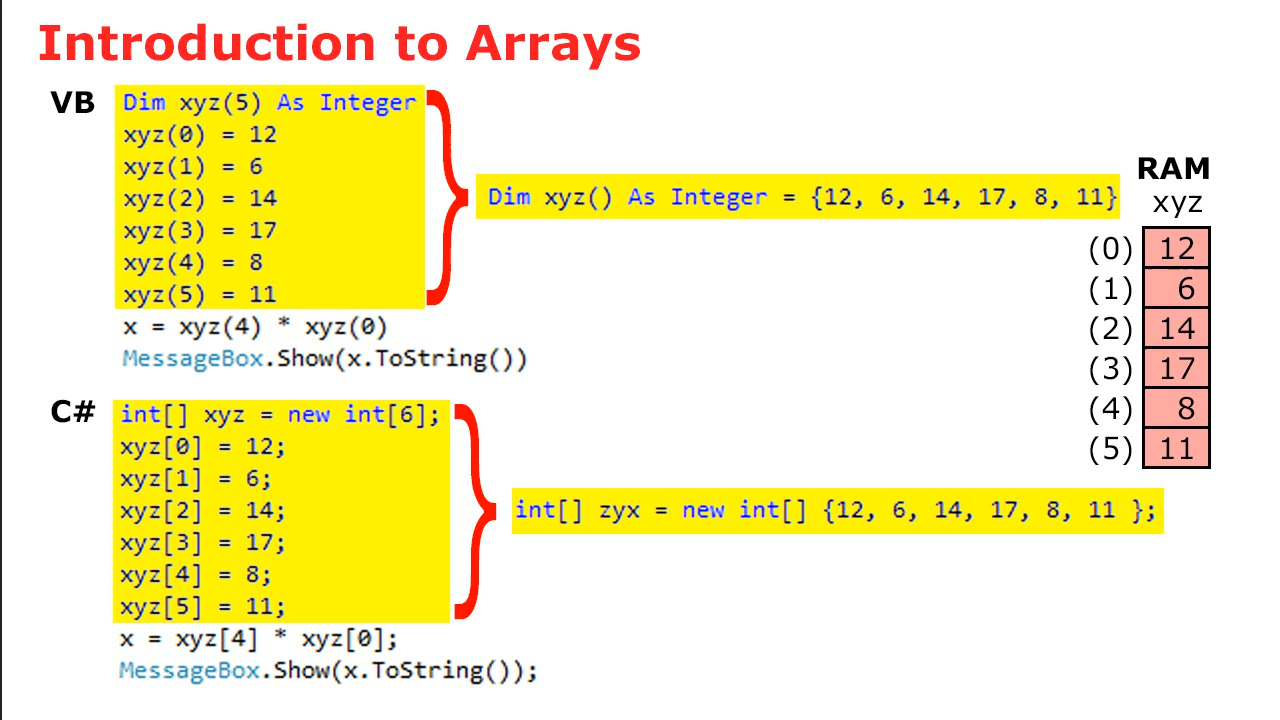 Introduction to Arrays
VB
Dim xyz(5) As Integer
xyz(0) = 12
xyz(1) = 6
xyz(2) = 14
xyz(3) = 17
xyz(4) = 8
xyz(5) = 11
x = xyz(4) * xyz(0)
MessageBox.Show(x.ToString())
Dim xyz() As Integer = {12, 6, 14, 17, 8, 11}
RAM
xyz
(0) 12
(1) 6
(2) 14
(3) 17
(4) 8
(5) 11
C#
int[] xyz = new int[6];
xyz[0] = 12;
xyz[1] = 6;
xyz[2] = 14;
xyz[3] = 17;
xyz[4] = 8;
xyz[5] = 11;
x = xyz[4] * xyz[0];
MessageBox.Show(x.ToString());
int[] zyx = new int[] {12, 6, 14, 17, 8, 11 };